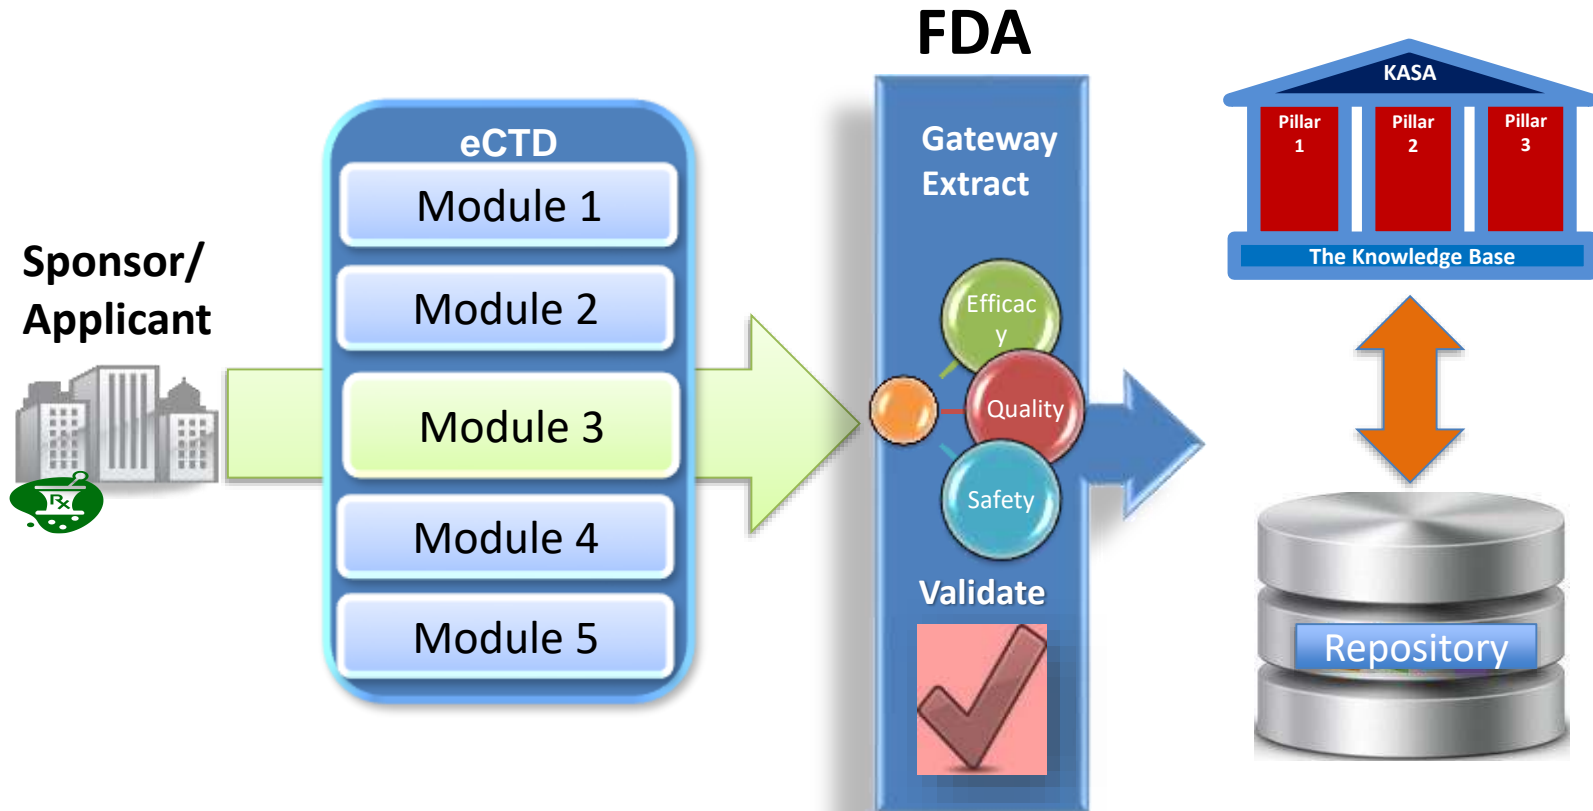 FDA
Sponsor/
Applicant
Rx
eCTD
Module 1
Module 2
Module 3
Module 4
Module 5
Gateway
Extract
Efficac
y
Quality
Safety
Validate
KASA
Pillar
1
Pillar
2
Pillar
3
The Knowledge Base
Repository